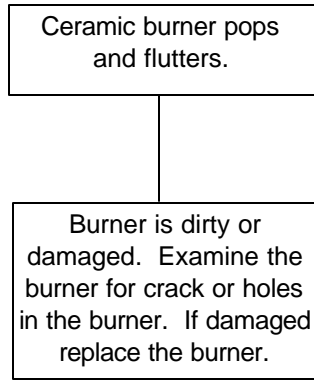 Ceramic burner pops
and flutters.
Burner is dirty or
damaged.  Examine the
burner for crack or holes
in the burner.  If damaged
replace the burner.